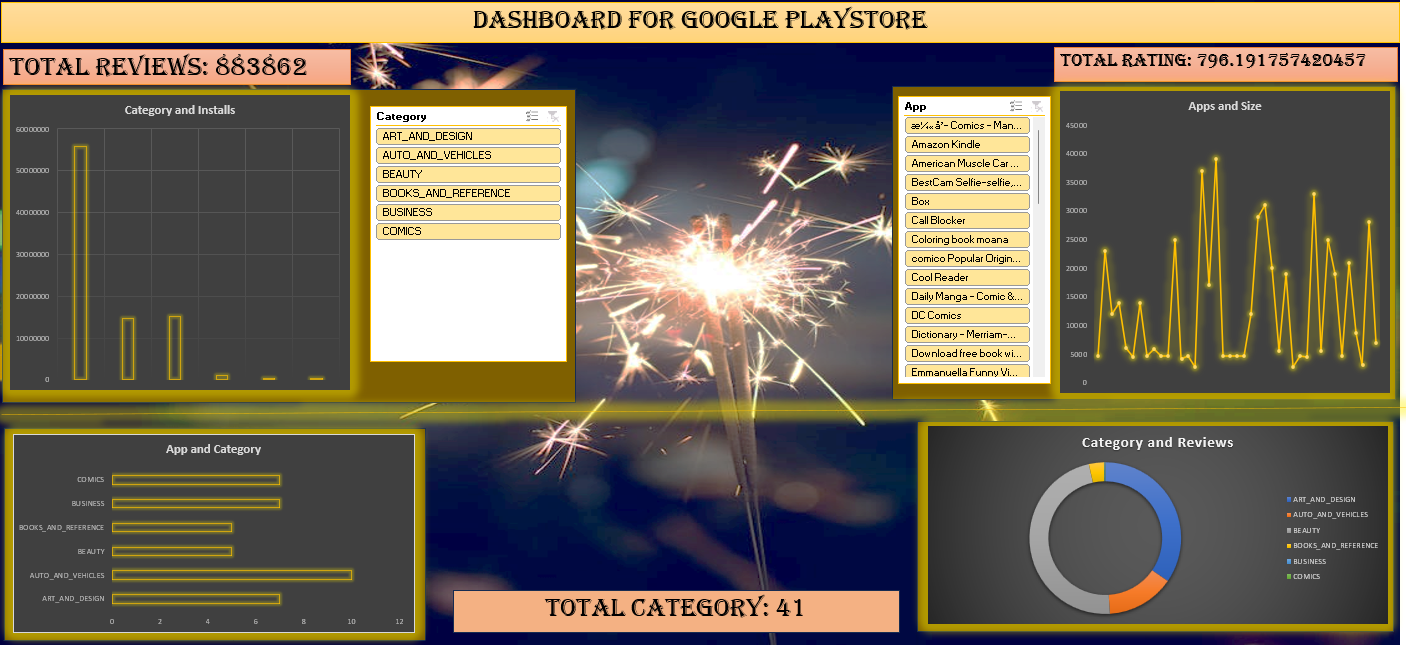 DASHBOARD FOR GOOGLE PLAYSTORE
TOTAL REVIEWS: 883862
TOTAL RATING: 796.191757420457
Category and Installs
60000000
50000000
40000000
30000000
20000000
10000000
0
Category
ART_AND_DESIGN
AUTO_AND_VEHICLES
BEAUTY
BOOKS_AND_REFERENCE
BUSINESS
COMICS
App
æ¼«å’– Comics – Man...
Amazon Kindle
American Muscle Car ...
BestCam Selfie-selfie,...
Box
Call Blocker
Coloring book moana
comico Popular Origin...
Cool Reader
Daily Manga – Comic &...
DC Comics
Dictionary – Merriam-...
Download free book wi...
Emmanuella Funny Vi...
Apps and Size
45000
40000
35000
30000
25000
20000
15000
10000
5000
0
App and Category
COMICS
BUSINESS
BOOKS_AND_REFERENCE
BEAUTY
AUTO_AND_VEHICLES
ART_AND_DESIGN
0 2 4 6 8 10 12
TOTAL CATEGORY: 41
Category and Reviews
ART_AND_DESIGN
AUTO_AND_VEHICLES
BEAUTY
BOOKS_AND_REFERENCE
BUSINESS
COMICS